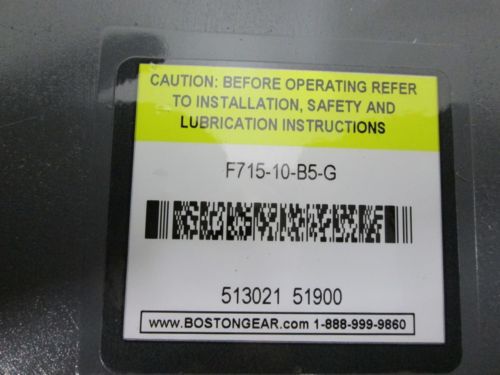 CAUTION: BEFORE OPERATING REFER
TO INSTALLATION, SAFETY AND
LUBRICATION INSTRUCTIONS
F715-10-B5-G
513021 51900
www.BOSTONGEAR.com 1-888-999-9860